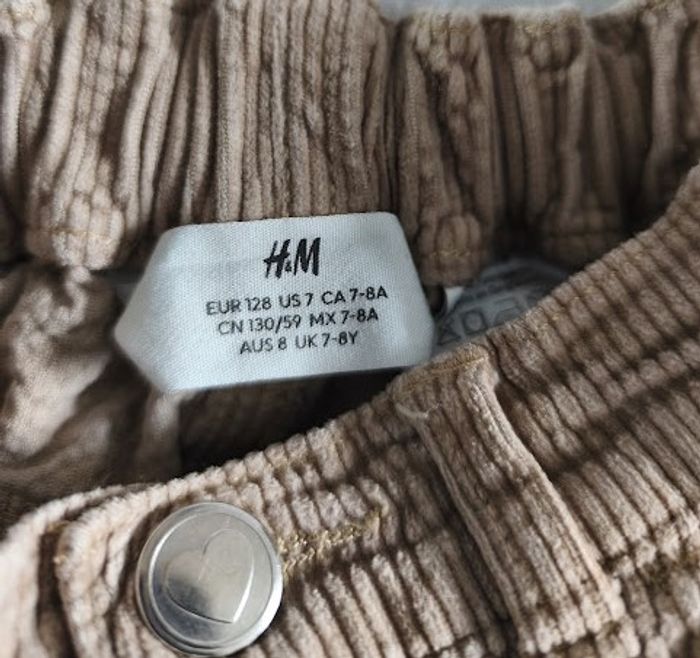 H&M
EUR 128 US 7 CA 7-8A
CN 130/59 MX 7-8A
AUS 8 UK 7-8Y